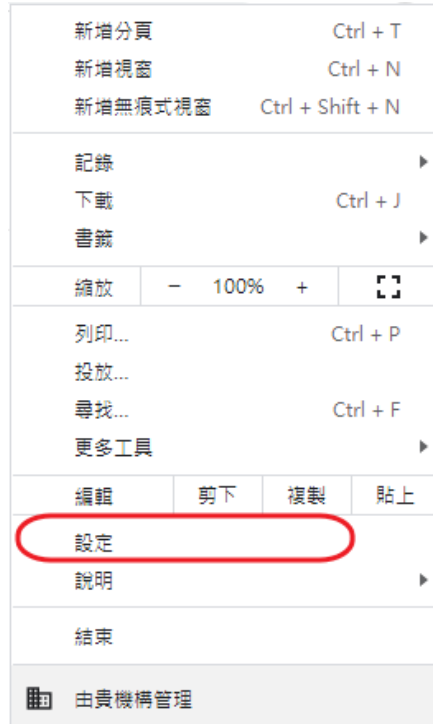 新增分頁 Ctrl + T
新增視窗 Ctrl + N
新增無痕式視窗 Ctrl + Shift + N
記錄
下載 Ctrl + J
書籤
縮放 − 100% +
列印... Ctrl + P
投放...
尋找... Ctrl + F
更多工具
編輯 剪下 複製 貼上
設定
說明
結束
由貴機構管理